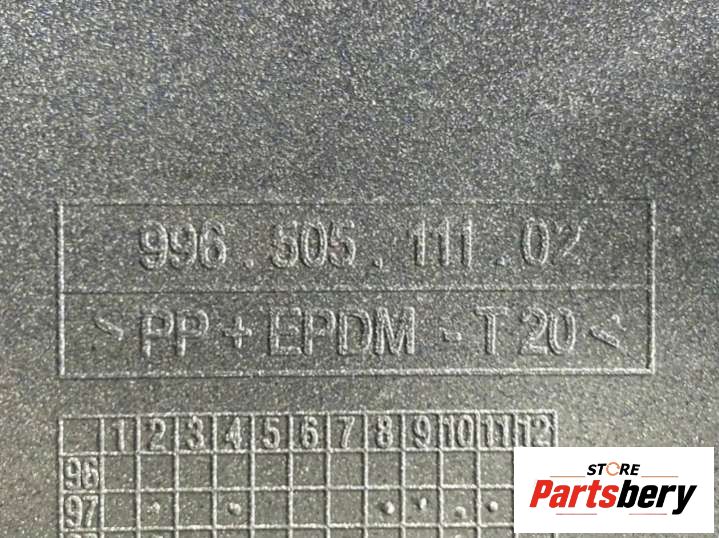 996.505.111.02
> PP + EPDM - T 20 <
1 2 3 4 5 6 7 8 9 10 11 12
96
97
STORE
Partsbery